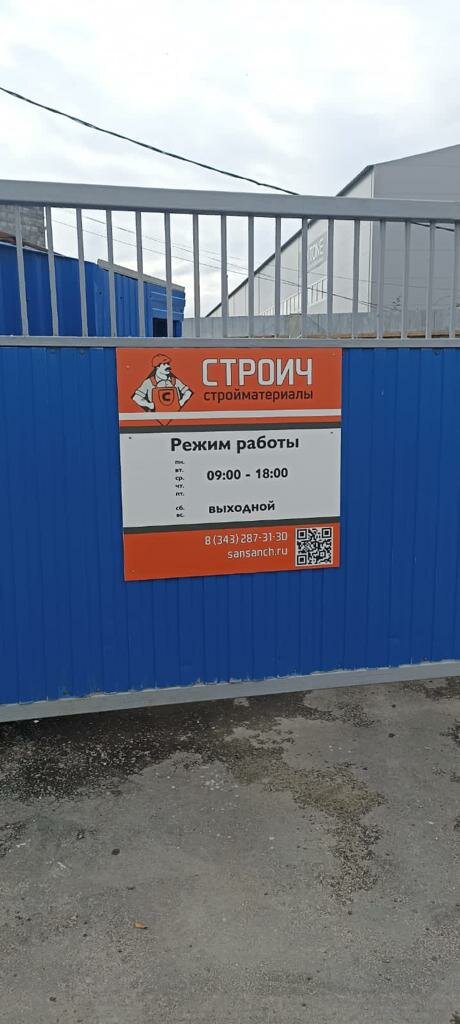 TONE
СТРОИЧ
стройматериалы
С
Режим работы
пн.
вт.
ср.
чт.
пт.
09:00 - 18:00
сб.
вс.
выходной
8 (343) 287-31-30
sansanch.ru